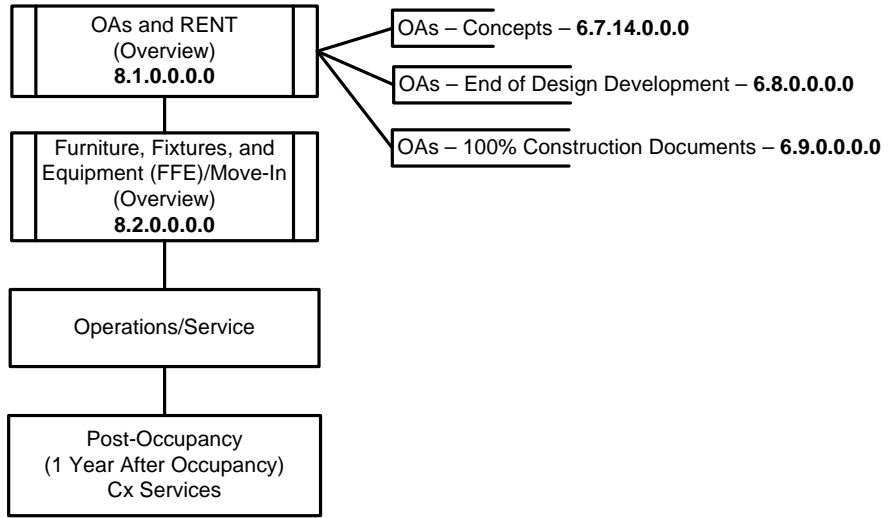 OAs and RENT
(Overview)
8.1.0.0.0.0
OAs – Concepts – 6.7.14.0.0.0
OAs – End of Design Development – 6.8.0.0.0.0
OAs – 100% Construction Documents – 6.9.0.0.0.0
Furniture, Fixtures, and
Equipment (FFE)/Move-In
(Overview)
8.2.0.0.0.0
Operations/Service
Post-Occupancy
(1 Year After Occupancy)
Cx Services